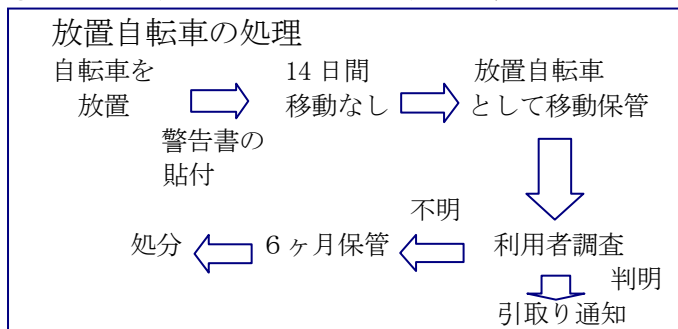 放置自転車の処理
自転車を
放置
警告書の
貼付
14日間
移動なし
放置自転車
として移動保管
利用者調査
不明
6ヶ月保管
処分
判明
引取り通知